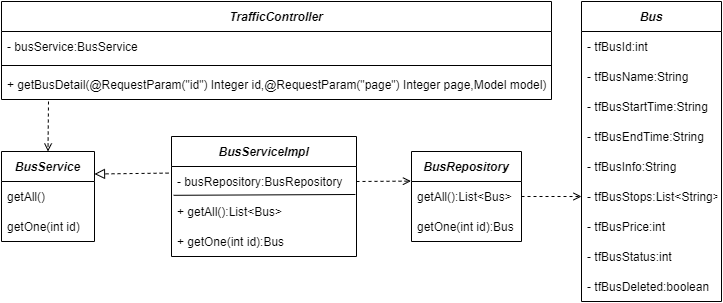 TrafficController
- busService:BusService
+ getBusDetail(@RequestParam("id") Integer id,@RequestParam("page") Integer page,Model model)
BusService
getAll()
getOne(int id)
BusServiceImpl
- busRepository:BusRepository
+ getAll():List<Bus>
+ getOne(int id):Bus
BusRepository
getAll():List<Bus>
getOne(int id):Bus
Bus
- tfBusId:int
- tfBusName:String
- tfBusStartTime:String
- tfBusEndTime:String
- tfBusInfo:String
- tfBusStops:List<String>
- tfBusPrice:int
- tfBusStatus:int
- tfBusDeleted:boolean